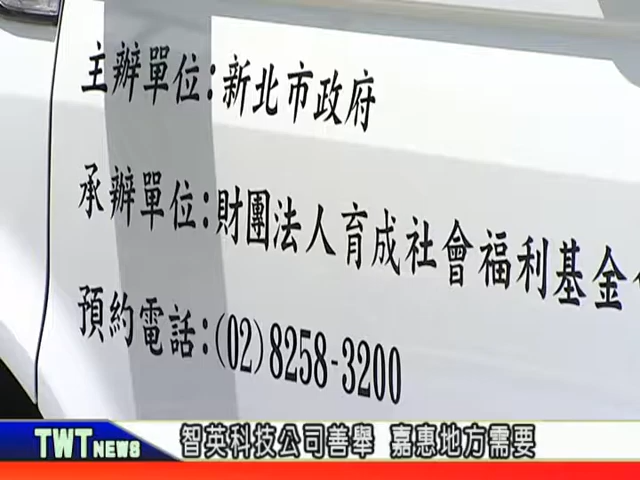 主辦單位:新北市政府
承辦單位:財團法人育成社會福利基金
預約電話:(02)8258-3200
TWT NEWS 智英科技公司善舉 嘉惠地方需要